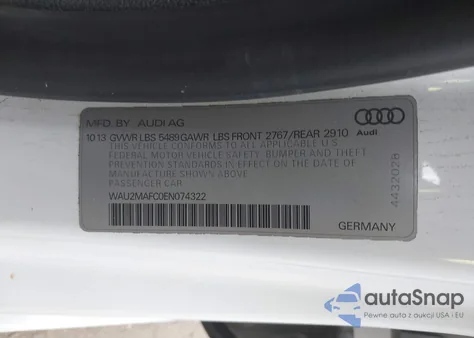 MFD. BY AUDI AG
10 13 GVWR LBS 5489 GAWR LBS FRONT 2767/REAR 2910
Audi
THIS VEHICLE CONFORMS TO ALL APPLICABLE U.S.
FEDERAL MOTOR VEHICLE SAFETY, BUMPER AND THEFT
PREVENTION STANDARDS IN EFFECT ON THE DATE OF
MANUFACTURE SHOWN ABOVE.
PASSENGER CAR
WAU2MAFC0EN074322
4432028
GERMANY
autoSnap
Pewne auta z aukcji USA i EU